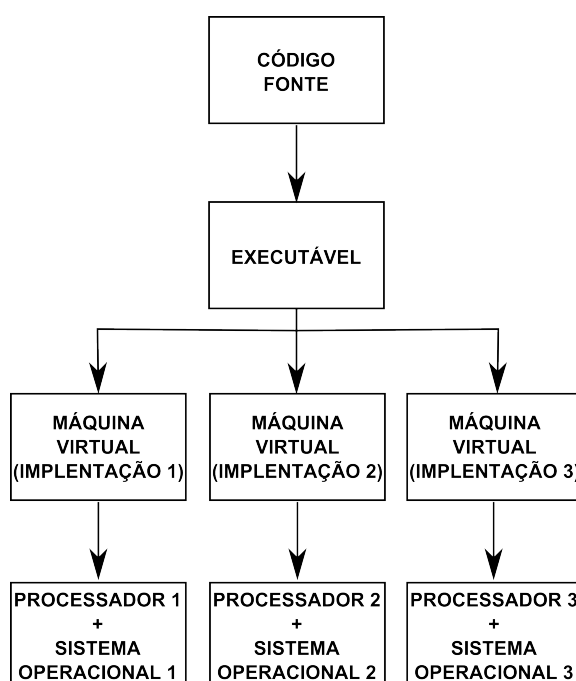 CÓDIGO
FONTE
EXECUTÁVEL
MÁQUINA
VIRTUAL
(IMPLENTAÇÃO 1)
MÁQUINA
VIRTUAL
(IMPLENTAÇÃO 2)
MÁQUINA
VIRTUAL
(IMPLENTAÇÃO 3)
PROCESSADOR 1
+
SISTEMA
OPERACIONAL 1
PROCESSADOR 2
+
SISTEMA
OPERACIONAL 2
PROCESSADOR 3
+
SISTEMA
OPERACIONAL 3